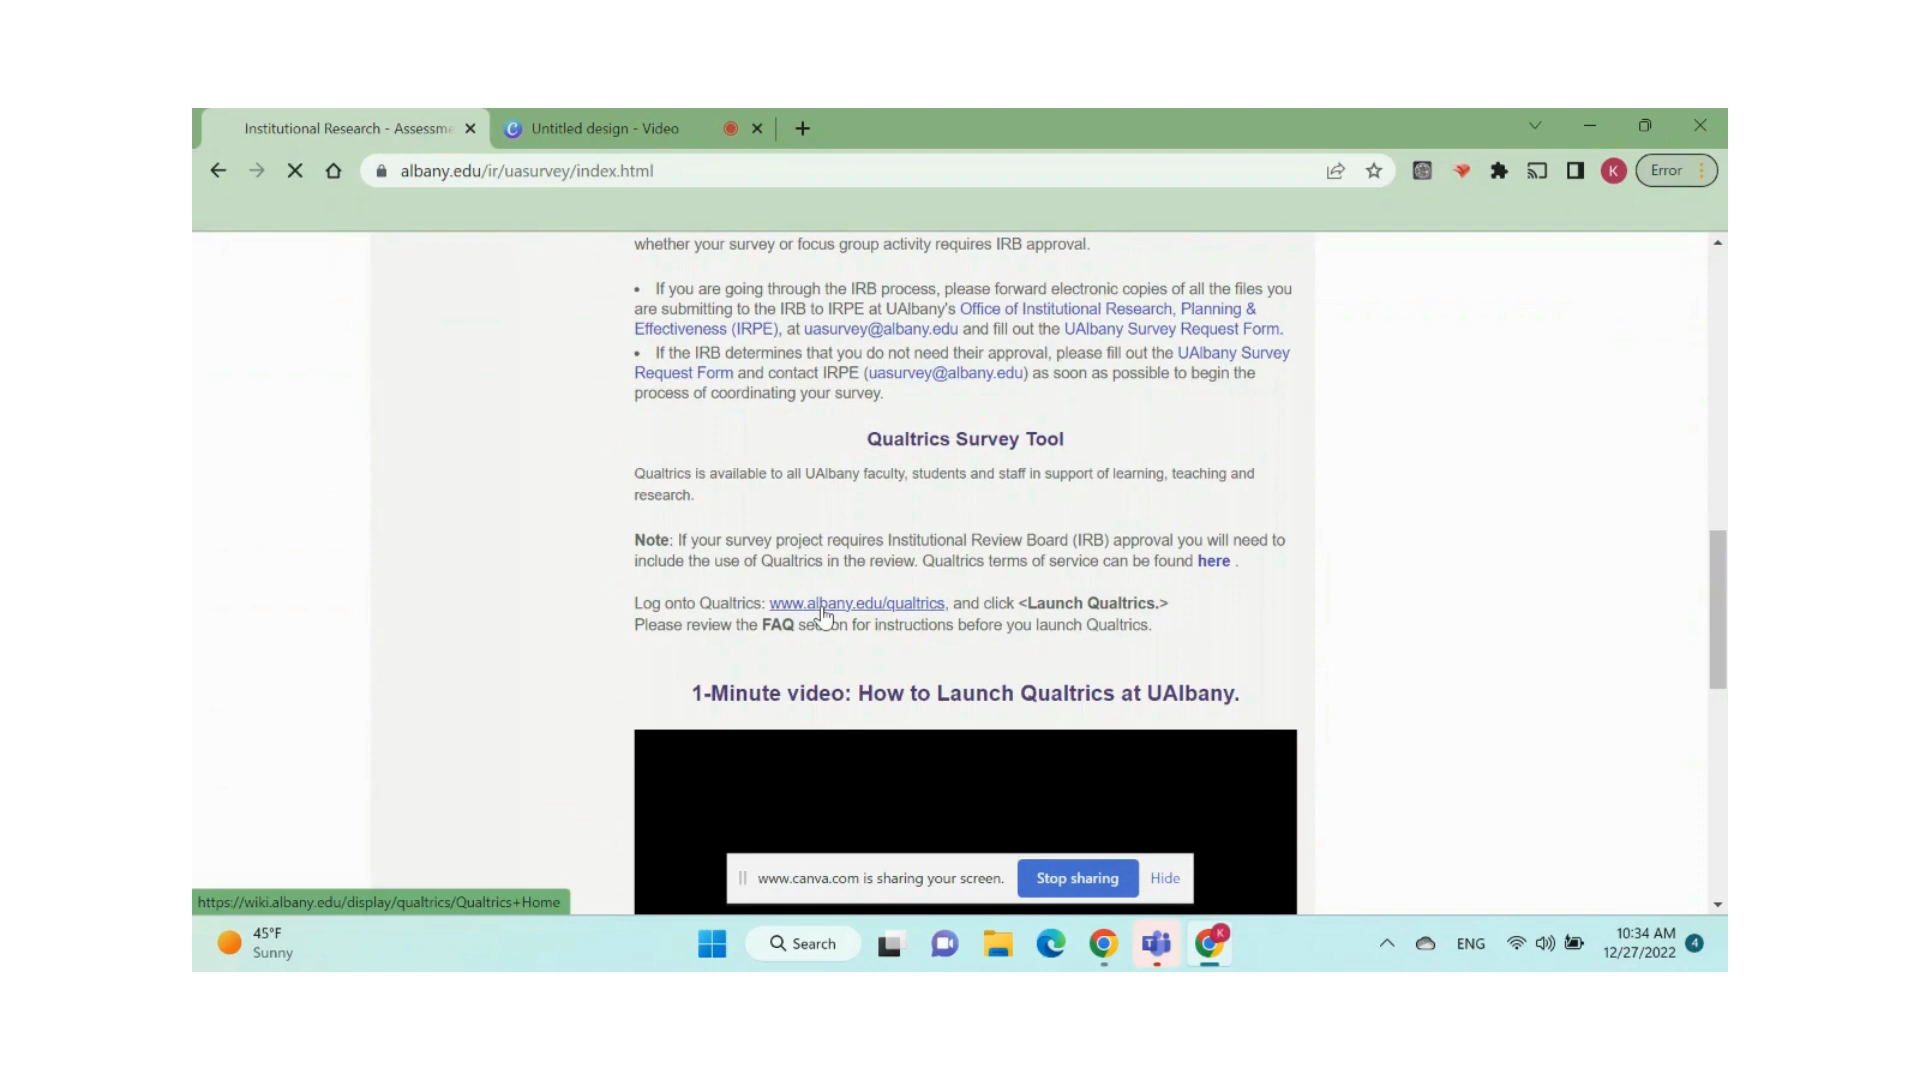 Institutional Research - Assessme
Untitled design - Video
albany.edu/ir/uasurvey/index.html
K
Error
whether your survey or focus group activity requires IRB approval.
• If you are going through the IRB process, please forward electronic copies of all the files you
are submitting to the IRB to IRPE at UAlbany's Office of Institutional Research, Planning &
Effectiveness (IRPE), at uasurvey@albany.edu and fill out the UAlbany Survey Request Form.
• If the IRB determines that you do not need their approval, please fill out the UAlbany Survey
Request Form and contact IRPE (uasurvey@albany.edu) as soon as possible to begin the
process of coordinating your survey.
Qualtrics Survey Tool
Qualtrics is available to all UAlbany faculty, students and staff in support of learning, teaching and
research.
Note: If your survey project requires Institutional Review Board (IRB) approval you will need to
include the use of Qualtrics in the review. Qualtrics terms of service can be found here .
Log onto Qualtrics: www.albany.edu/qualtrics, and click <Launch Qualtrics.>
Please review the FAQ section for instructions before you launch Qualtrics.
1-Minute video: How to Launch Qualtrics at UAlbany.
www.canva.com is sharing your screen.
Stop sharing
Hide
https://wiki.albany.edu/display/qualtrics/Qualtrics+Home
45°F
Sunny
Search
K
ENG
10:34 AM
12/27/2022
4